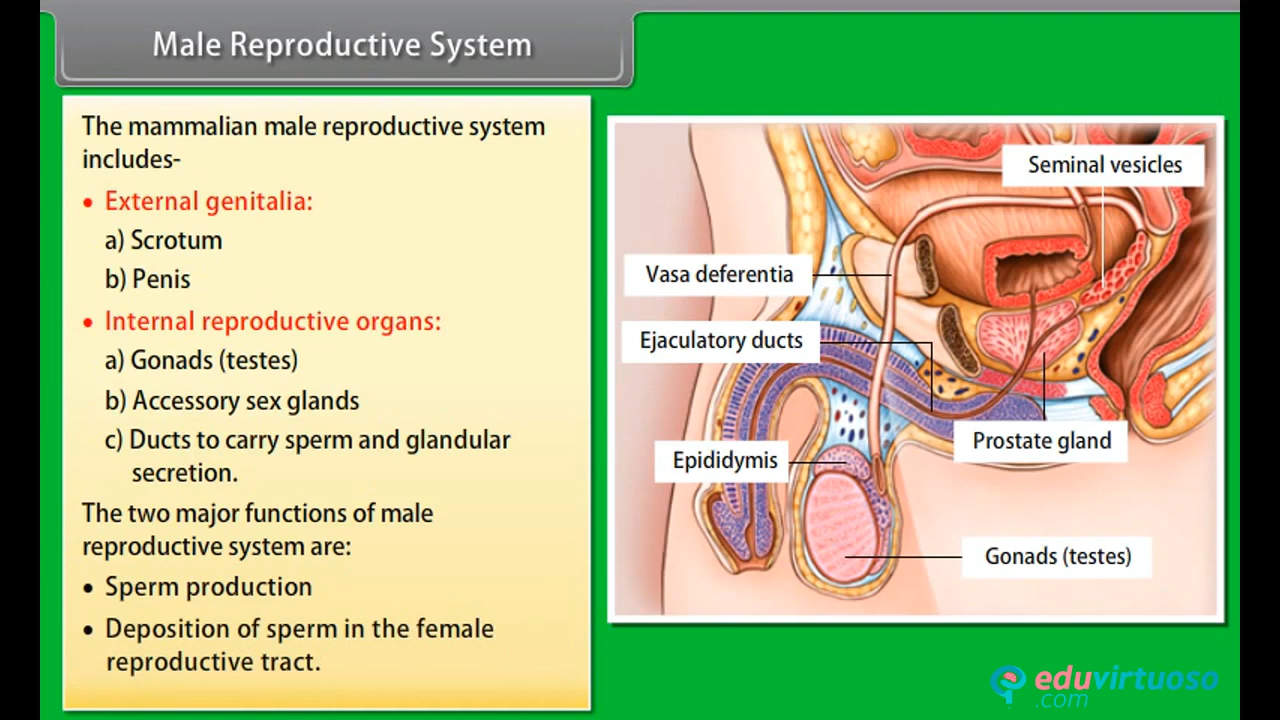 Male Reproductive System
The mammalian male reproductive system
includes-
• External genitalia:
a) Scrotum
b) Penis
• Internal reproductive organs:
a) Gonads (testes)
b) Accessory sex glands
c) Ducts to carry sperm and glandular
secretion.
The two major functions of male
reproductive system are:
• Sperm production
• Deposition of sperm in the female
reproductive tract.
Seminal vesicles
Vasa deferentia
Ejaculatory ducts
Prostate gland
Epididymis
Gonads (testes)
eduvirtuoso
.com